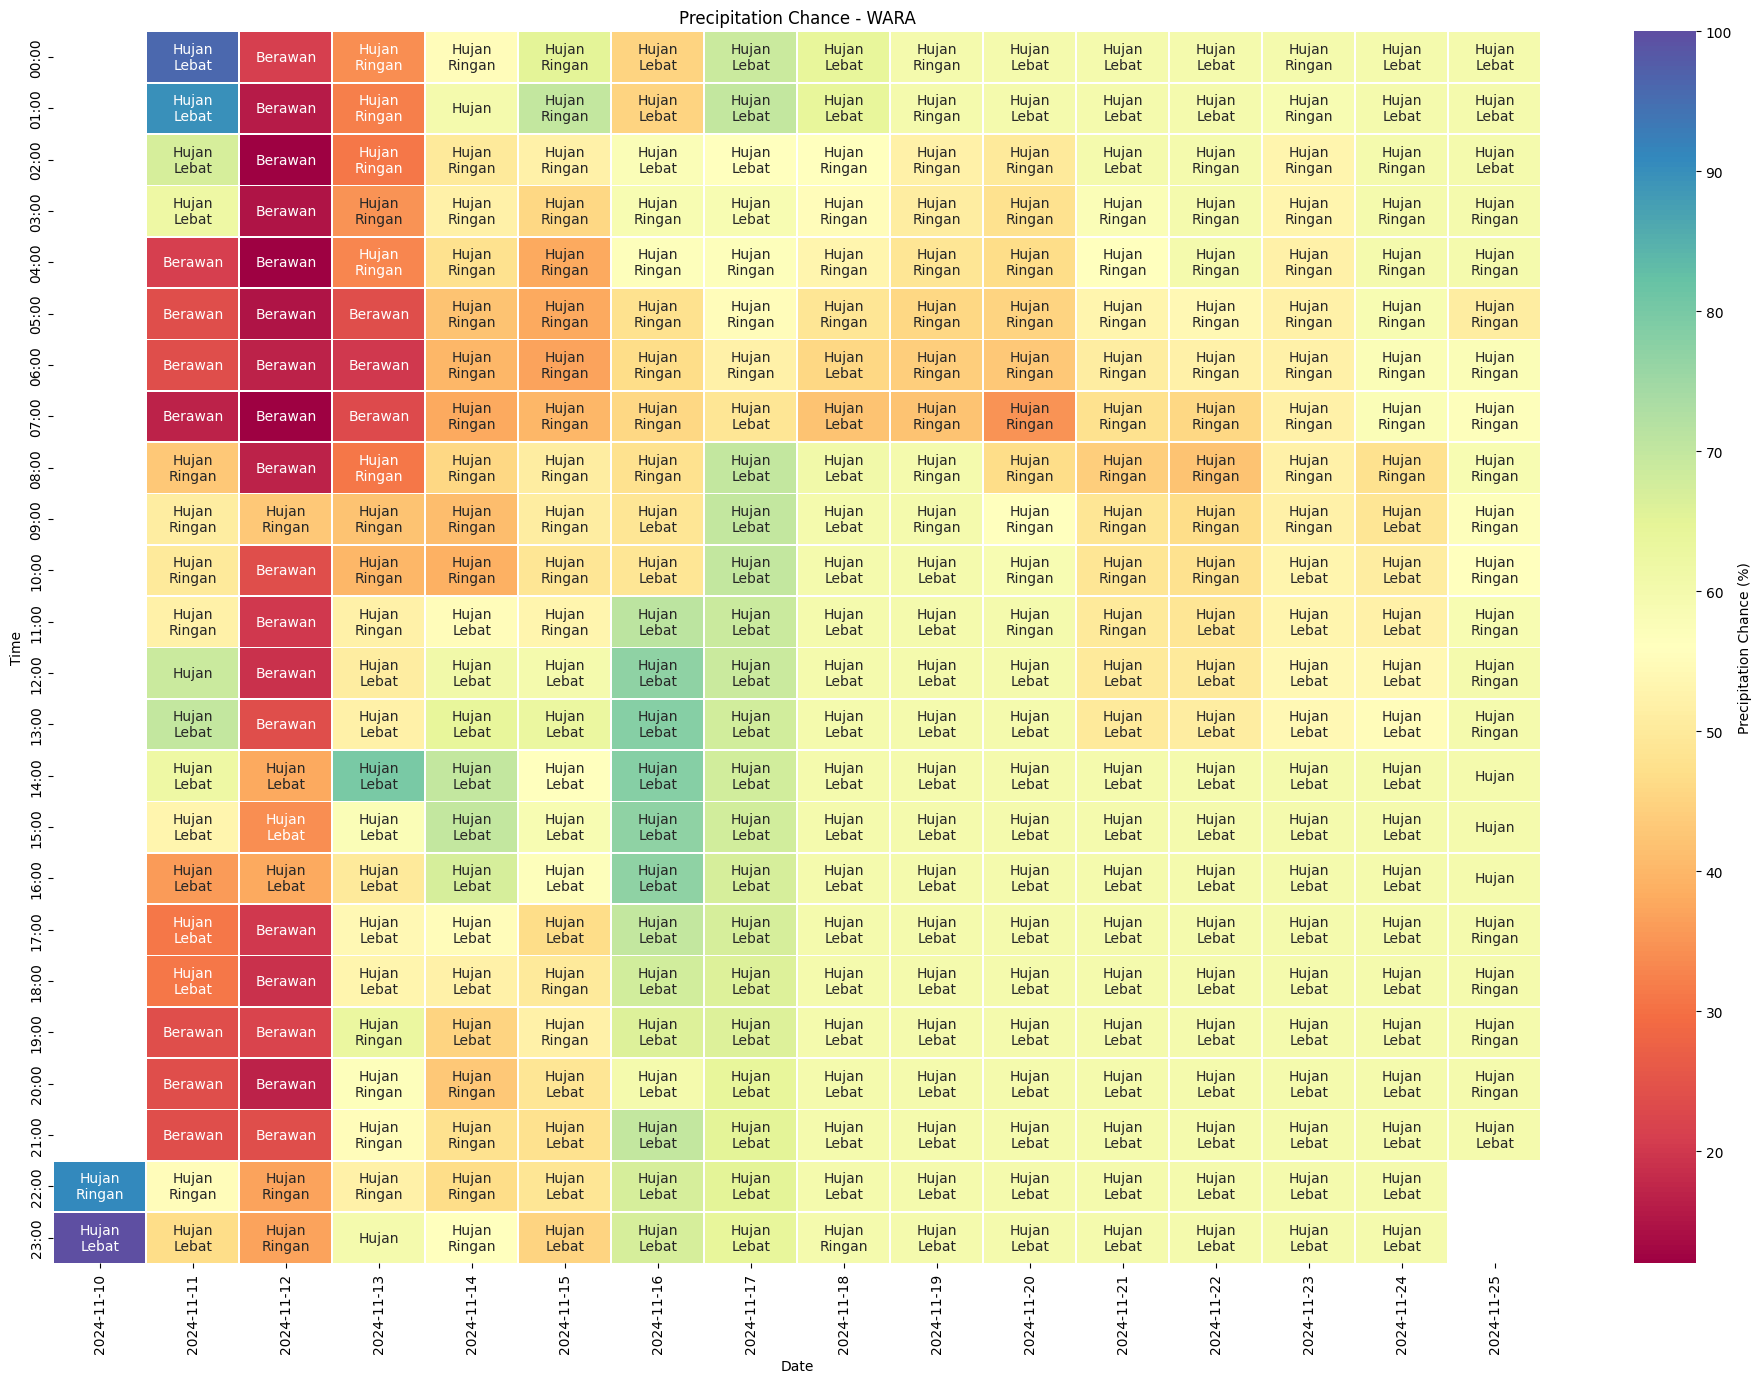 Precipitation Chance - WARA
00:00 Hujan Lebat Berawan Hujan Ringan Hujan Ringan Hujan Ringan Hujan Lebat Hujan Lebat Hujan Lebat Hujan Ringan Hujan Lebat Hujan Lebat Hujan Lebat Hujan Ringan Hujan Lebat Hujan Lebat
01:00 Hujan Lebat Berawan Hujan Ringan Hujan Hujan Ringan Hujan Lebat Hujan Lebat Hujan Lebat Hujan Ringan Hujan Lebat Hujan Lebat Hujan Lebat Hujan Ringan Hujan Lebat Hujan Lebat
02:00 Hujan Lebat Berawan Hujan Ringan Hujan Ringan Hujan Ringan Hujan Lebat Hujan Lebat Hujan Ringan Hujan Ringan Hujan Ringan Hujan Lebat Hujan Ringan Hujan Ringan Hujan Ringan Hujan Lebat
03:00 Hujan Lebat Berawan Hujan Ringan Hujan Ringan Hujan Ringan Hujan Ringan Hujan Lebat Hujan Ringan Hujan Ringan Hujan Ringan Hujan Ringan Hujan Ringan Hujan Ringan Hujan Ringan Hujan Ringan
04:00 Berawan Berawan Hujan Ringan Hujan Ringan Hujan Ringan Hujan Ringan Hujan Ringan Hujan Ringan Hujan Ringan Hujan Ringan Hujan Ringan Hujan Ringan Hujan Ringan Hujan Ringan Hujan Ringan
05:00 Berawan Berawan Berawan Hujan Ringan Hujan Ringan Hujan Ringan Hujan Ringan Hujan Ringan Hujan Ringan Hujan Ringan Hujan Ringan Hujan Ringan Hujan Ringan Hujan Ringan Hujan Ringan
06:00 Berawan Berawan Berawan Hujan Ringan Hujan Ringan Hujan Ringan Hujan Ringan Hujan Lebat Hujan Ringan Hujan Ringan Hujan Ringan Hujan Ringan Hujan Ringan Hujan Ringan Hujan Ringan
07:00 Berawan Berawan Berawan Hujan Ringan Hujan Ringan Hujan Ringan Hujan Lebat Hujan Lebat Hujan Ringan Hujan Ringan Hujan Ringan Hujan Ringan Hujan Ringan Hujan Ringan Hujan Ringan
08:00 Hujan Ringan Berawan Hujan Ringan Hujan Ringan Hujan Ringan Hujan Ringan Hujan Lebat Hujan Lebat Hujan Ringan Hujan Ringan Hujan Ringan Hujan Ringan Hujan Ringan Hujan Ringan Hujan Ringan
09:00 Hujan Ringan Hujan Ringan Hujan Ringan Hujan Ringan Hujan Ringan Hujan Lebat Hujan Lebat Hujan Lebat Hujan Ringan Hujan Ringan Hujan Ringan Hujan Ringan Hujan Ringan Hujan Lebat Hujan Ringan
10:00 Hujan Ringan Berawan Hujan Ringan Hujan Ringan Hujan Ringan Hujan Lebat Hujan Lebat Hujan Lebat Hujan Lebat Hujan Ringan Hujan Ringan Hujan Ringan Hujan Lebat Hujan Lebat Hujan Ringan
11:00 Hujan Ringan Berawan Hujan Ringan Hujan Lebat Hujan Ringan Hujan Lebat Hujan Lebat Hujan Lebat Hujan Lebat Hujan Ringan Hujan Ringan Hujan Lebat Hujan Lebat Hujan Lebat Hujan Ringan
12:00 Hujan Berawan Hujan Lebat Hujan Lebat Hujan Lebat Hujan Lebat Hujan Lebat Hujan Lebat Hujan Lebat Hujan Lebat Hujan Lebat Hujan Lebat Hujan Lebat Hujan Lebat Hujan Ringan
13:00 Hujan Lebat Berawan Hujan Lebat Hujan Lebat Hujan Lebat Hujan Lebat Hujan Lebat Hujan Lebat Hujan Lebat Hujan Lebat Hujan Lebat Hujan Lebat Hujan Lebat Hujan Lebat Hujan Ringan
14:00 Hujan Lebat Hujan Lebat Hujan Lebat Hujan Lebat Hujan Lebat Hujan Lebat Hujan Lebat Hujan Lebat Hujan Lebat Hujan Lebat Hujan Lebat Hujan Lebat Hujan Lebat Hujan Lebat Hujan
15:00 Hujan Lebat Hujan Lebat Hujan Lebat Hujan Lebat Hujan Lebat Hujan Lebat Hujan Lebat Hujan Lebat Hujan Lebat Hujan Lebat Hujan Lebat Hujan Lebat Hujan Lebat Hujan Lebat Hujan
16:00 Hujan Lebat Hujan Lebat Hujan Lebat Hujan Lebat Hujan Lebat Hujan Lebat Hujan Lebat Hujan Lebat Hujan Lebat Hujan Lebat Hujan Lebat Hujan Lebat Hujan Lebat Hujan Lebat Hujan
17:00 Hujan Lebat Berawan Hujan Lebat Hujan Lebat Hujan Lebat Hujan Lebat Hujan Lebat Hujan Lebat Hujan Lebat Hujan Lebat Hujan Lebat Hujan Lebat Hujan Lebat Hujan Lebat Hujan Ringan
18:00 Hujan Lebat Berawan Hujan Lebat Hujan Lebat Hujan Ringan Hujan Lebat Hujan Lebat Hujan Lebat Hujan Lebat Hujan Lebat Hujan Lebat Hujan Lebat Hujan Lebat Hujan Lebat Hujan Ringan
19:00 Berawan Berawan Hujan Ringan Hujan Lebat Hujan Ringan Hujan Lebat Hujan Lebat Hujan Lebat Hujan Lebat Hujan Lebat Hujan Lebat Hujan Lebat Hujan Lebat Hujan Lebat Hujan Ringan
20:00 Berawan Berawan Hujan Ringan Hujan Ringan Hujan Lebat Hujan Lebat Hujan Lebat Hujan Lebat Hujan Lebat Hujan Lebat Hujan Lebat Hujan Lebat Hujan Lebat Hujan Lebat Hujan Ringan
21:00 Berawan Berawan Hujan Ringan Hujan Ringan Hujan Lebat Hujan Lebat Hujan Lebat Hujan Lebat Hujan Lebat Hujan Lebat Hujan Lebat Hujan Lebat Hujan Lebat Hujan Lebat Hujan Lebat
22:00 Hujan Ringan Hujan Ringan Hujan Ringan Hujan Ringan Hujan Ringan Hujan Lebat Hujan Lebat Hujan Lebat Hujan Lebat Hujan Lebat Hujan Lebat Hujan Lebat Hujan Lebat Hujan Lebat Hujan Lebat
23:00 Hujan Lebat Hujan Lebat Hujan Ringan Hujan Hujan Ringan Hujan Lebat Hujan Lebat Hujan Lebat Hujan Ringan Hujan Lebat Hujan Lebat Hujan Lebat Hujan Lebat Hujan Lebat Hujan Lebat
Time
2024-11-10 2024-11-11 2024-11-12 2024-11-13 2024-11-14 2024-11-15 2024-11-16 2024-11-17 2024-11-18 2024-11-19 2024-11-20 2024-11-21 2024-11-22 2024-11-23 2024-11-24 2024-11-25
Date
100
90
80
70
60
50
40
30
20
Precipitation Chance (%)